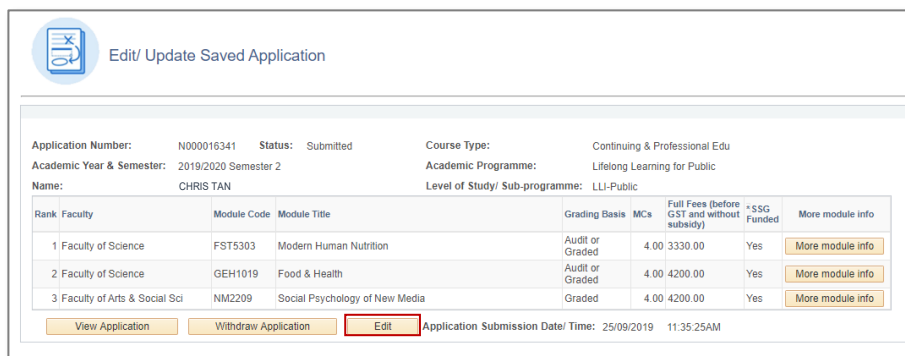 Edit/ Update Saved Application
Application Number: N000016341 Status: Submitted Course Type: Continuing & Professional Edu
Academic Year & Semester: 2019/2020 Semester 2 Academic Programme: Lifelong Learning for Public
Name: CHRIS TAN Level of Study/ Sub-programme: LLI-Public
Rank Faculty Module Code Module Title Grading Basis MCs Full Fees (before GST and without subsidy) *SSG Funded More module info
1 Faculty of Science FST5303 Modern Human Nutrition Audit or Graded 4.00 3330.00 Yes More module info
2 Faculty of Science GEH1019 Food & Health Audit or Graded 4.00 4200.00 Yes More module info
3 Faculty of Arts & Social Sci NM2209 Social Psychology of New Media Graded 4.00 4200.00 Yes More module info
View Application Withdraw Application Edit Application Submission Date/ Time: 25/09/2019 11:35:25AM